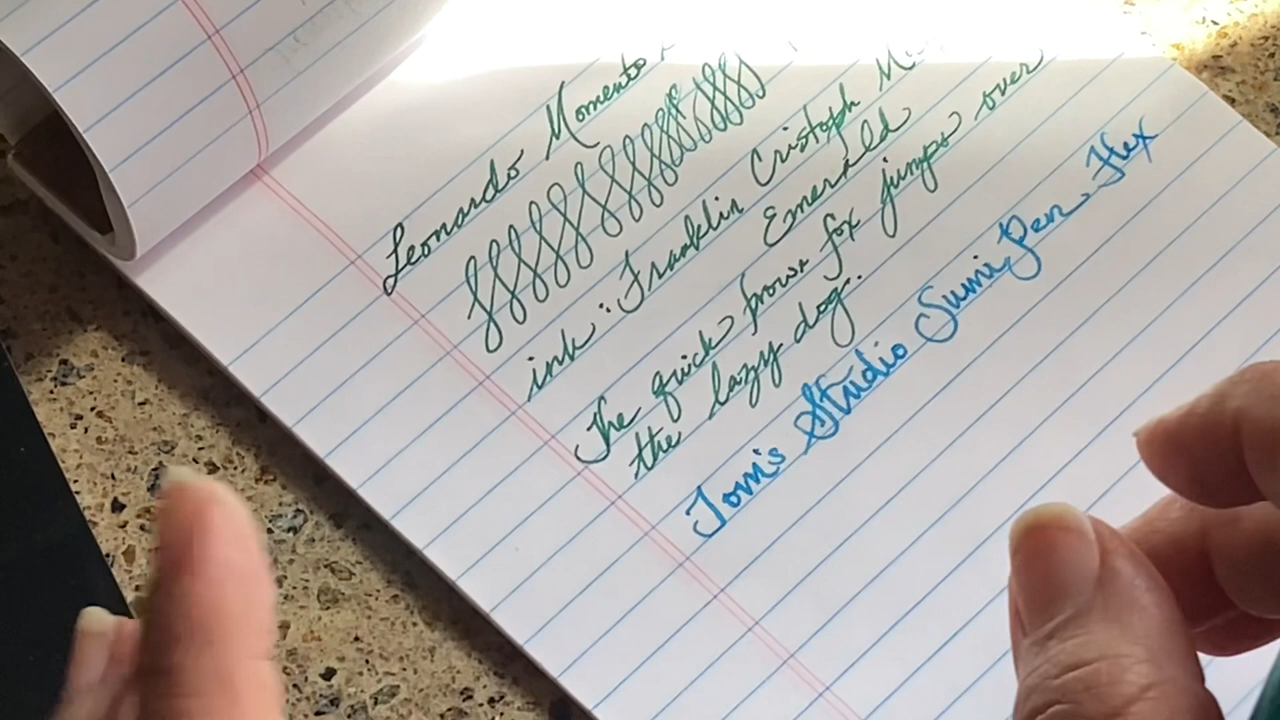 Leonardo Momento
ink: Franklin Cristoph
Emerald
The quick brown fox jumps over
the lazy dog.
Tom's Studio Sumi Pen Flex